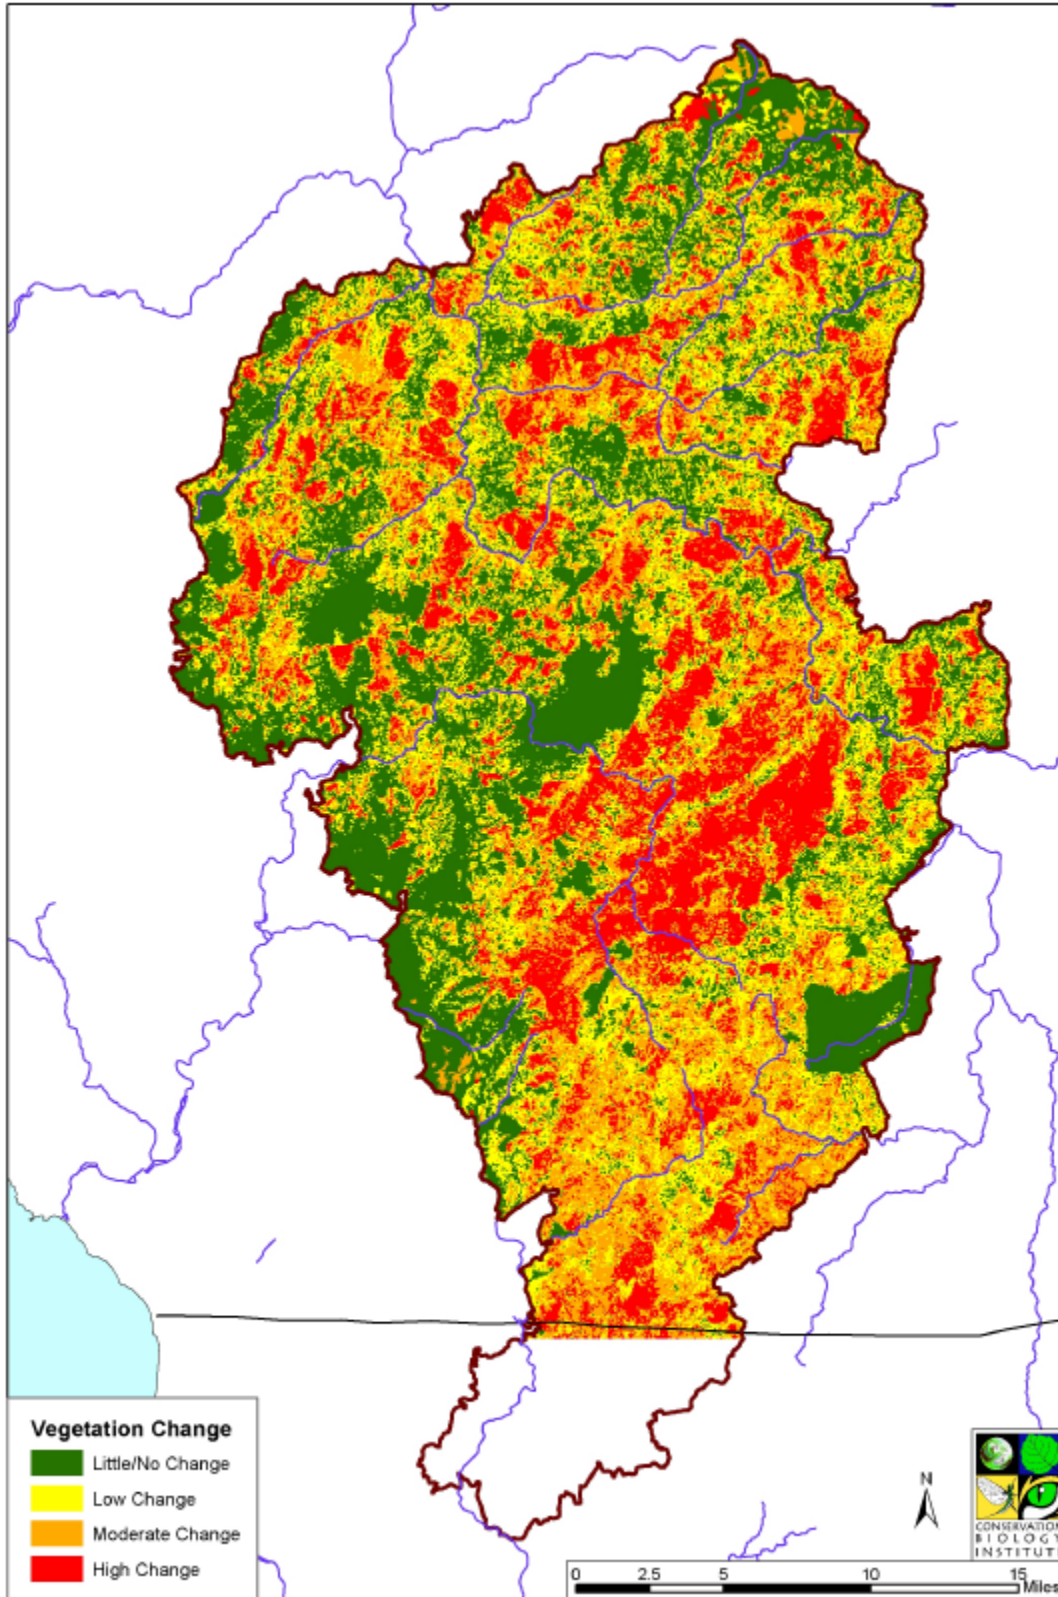 Vegetation Change
Little/No Change
Low Change
Moderate Change
High Change
N
CONSERVATION
BIOLOGY
INSTITUTE
0 2.5 5 10 15
Miles